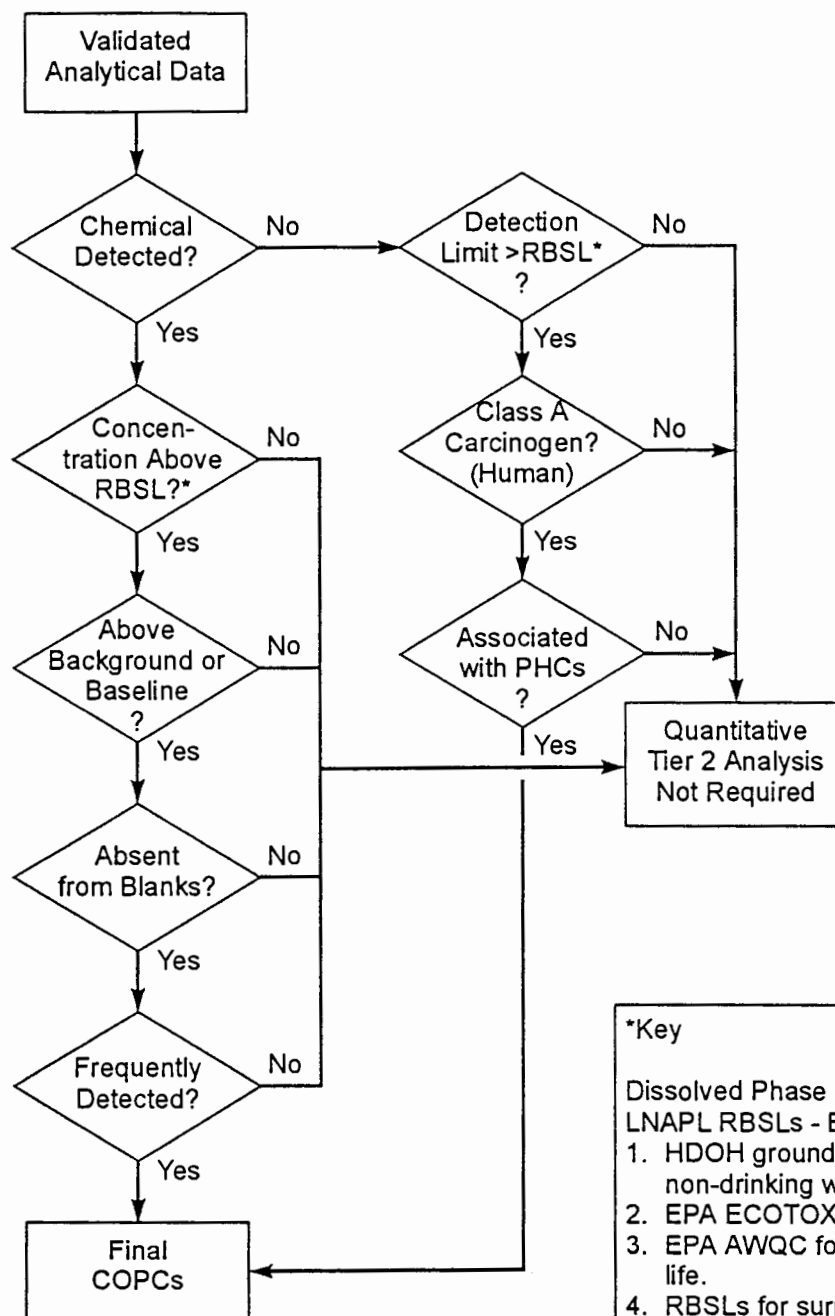 Validated
Analytical Data
Chemical
Detected?
No
Yes
Detection
Limit >RBSL*
?
No
Yes
Concen-
tration Above
RBSL?*
No
Yes
Class A
Carcinogen?
(Human)
No
Yes
Above
Background or
Baseline
?
No
Yes
Associated
with PHCs
?
No
Yes
Quantitative
Tier 2 Analysis
Not Required
Absent
from Blanks?
No
Yes
Frequently
Detected?
No
Yes
Final
COPCs
*Key
Dissolved Phase
LNAPL RBSLs -
1. HDOH ground
non-drinking
2. EPA ECOTOX
3. EPA AWQC
life.
4. RBSLs for